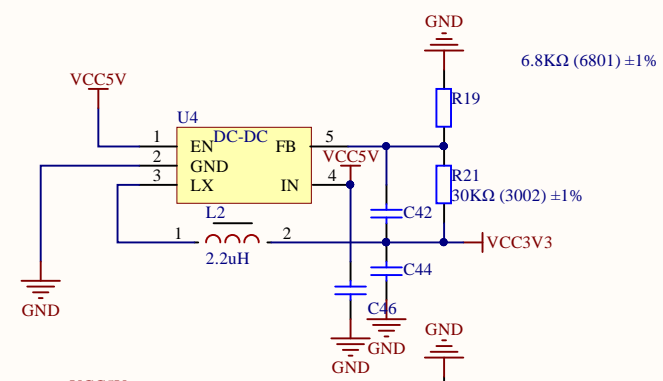 GND
6.8KΩ (6801) ±1%
VCC5V
R19
U4
DC-DC
1 EN FB 5
2 GND
VCC5V
3 LX IN 4
R21
30KΩ (3002) ±1%
L2
C42
1 2
VCC3V3
2.2uH
C44
GND
C46
GND
GND
GND